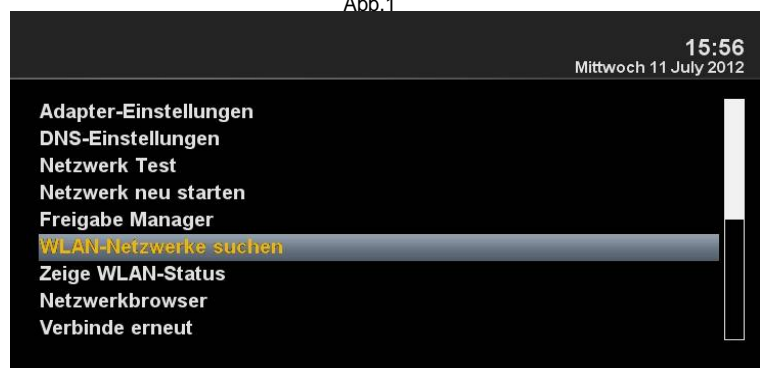 Abb.1
15:56
Mittwoch 11 July 2012
Adapter-Einstellungen
DNS-Einstellungen
Netzwerk Test
Netzwerk neu starten
Freigabe Manager
WLAN-Netzwerke suchen
Zeige WLAN-Status
Netzwerkbrowser
Verbinde erneut